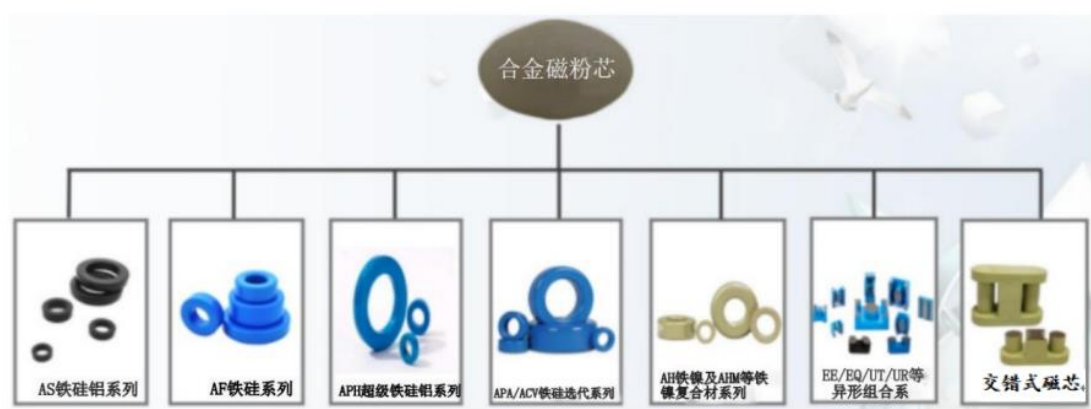 合金磁粉芯
AS铁硅铝系列
AF铁硅系列
APH超级铁硅铝系列
APA/ACV铁硅迭代系列
AH铁镍及AHM等铁
镍复合材系列
EE/EQ/UT/UR等
异形组合系
交错式磁芯